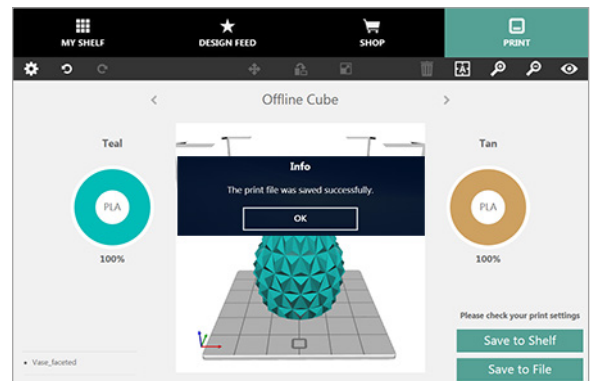 MY SHELF
DESIGN FEED
SHOP
PRINT
A
Offline Cube
Teal
Tan
Info
The print file was saved successfully.
OK
PLA
PLA
100%
100%
Please check your print settings
Save to Shelf
Save to File
• Vase_faceted